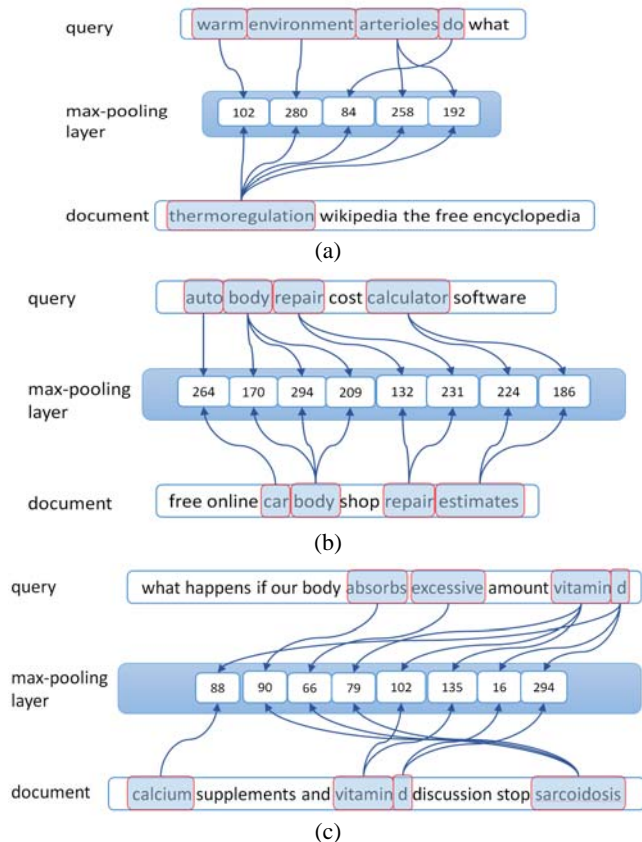 query warm environment arterioles do what
max-pooling
layer
102 280 84 258 192
document thermoregulation wikipedia the free encyclopedia
(a)
query auto body repair cost calculator software
max-pooling
layer
264 170 294 209 132 231 224 186
document free online car body shop repair estimates
(b)
query what happens if our body absorbs excessive amount vitamin d
max-pooling
layer
88 90 66 79 102 135 16 294
document calcium supplements and vitamin d discussion stop sarcoidosis
(c)